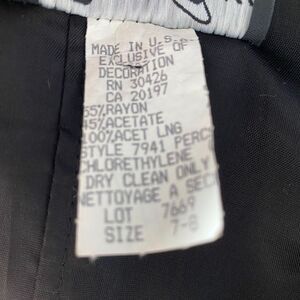 MADE IN U.S.
EXCLUSIVE OF
DECORATION
RN 30426
CA 20197
55%RAYON
45%ACETATE
100%ACET LNG
STYLE 7941 PERC
CHLORETHYLENE
DRY CLEAN ONLY
NETTOYAGE A SEC
LOT 7669
SIZE 7-8